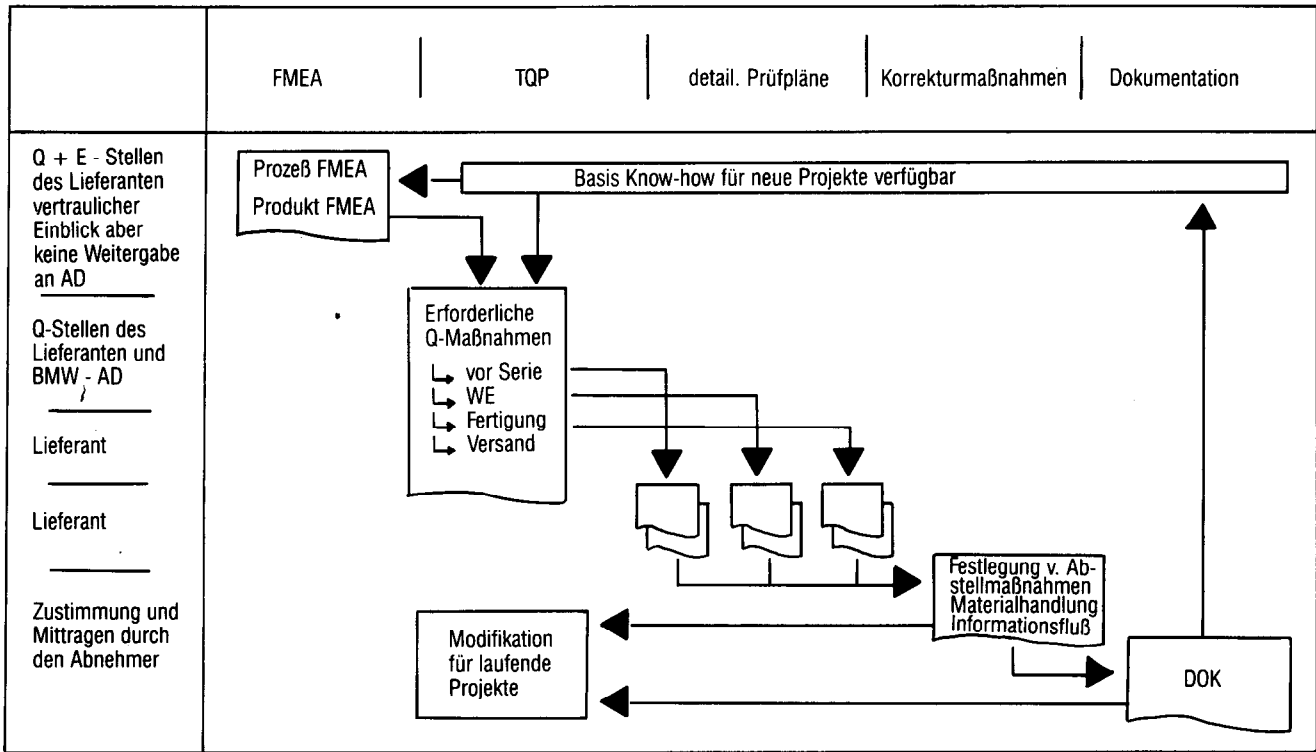 FMEA
TQP
detail. Prüfpläne
Korrekturmaßnahmen
Dokumentation
Q + E - Stellen
des Lieferanten
vertraulicher
Einblick aber
keine Weitergabe
an AD
Q-Stellen des
Lieferanten und
BMW - AD
Lieferant
Lieferant
Zustimmung und
Mittragen durch
den Abnehmer
Prozeß FMEA
Produkt FMEA
Basis Know-how für neue Projekte verfügbar
Erforderliche
Q-Maßnahmen
vor Serie
WE
Fertigung
Versand
Festlegung v. Ab-
stellmaßnahmen
Materialhandlung
Informationsfluß
Modifikation
für laufende
Projekte
DOK